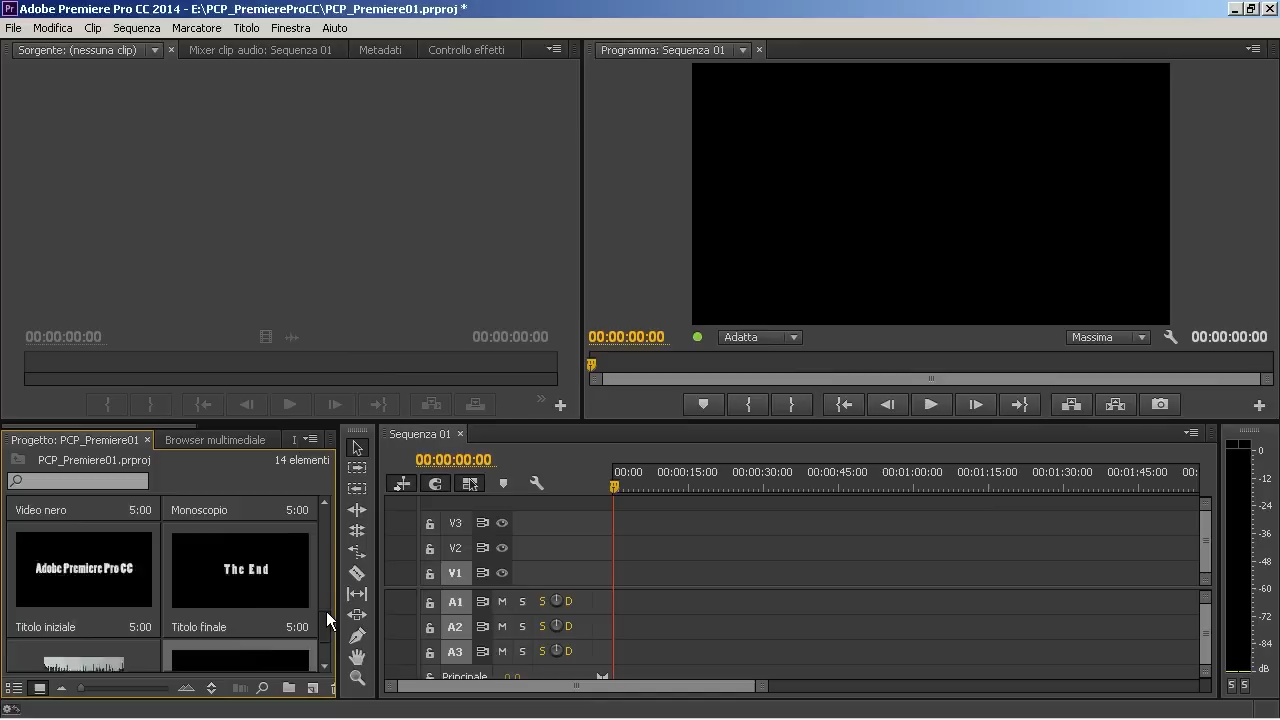 Adobe Premiere Pro CC 2014 - E:\PCP_PremiereProCC\PCP_Premiere01.prproj *
File Modifica Clip Sequenza Marcatore Titolo Finestra Aiuto
Sorgente: (nessuna clip) Mixer clip audio: Sequenza 01 Metadati Controllo effetti
Programma: Sequenza 01
00:00:00:00 00:00:00:00
00:00:00:00 Adatta Massima 00:00:00:00
Progetto: PCP_Premiere01 Browser multimediale I
PCP_Premiere01.prproj 14 elementi
Video nero 5:00 Monoscopio 5:00
Adobe Premiere Pro CC The End
Titolo iniziale 5:00 Titolo finale 5:00
Sequenza 01
00:00:00:00
00:00 00:00:15:00 00:00:30:00 00:00:45:00 00:01:00:00 00:01:15:00 00:01:30:00 00:01:45:00 00:
V3
V2
V1
A1 M S S D
A2 M S S D
A3 M S S D
Principale 0,0
0
-12
-24
-36
-48
-60
-72
-84
dB
S S